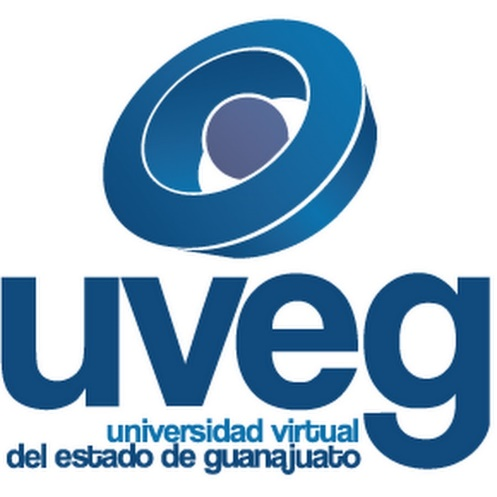 uveg
universidad virtual
del estado de guanajuato